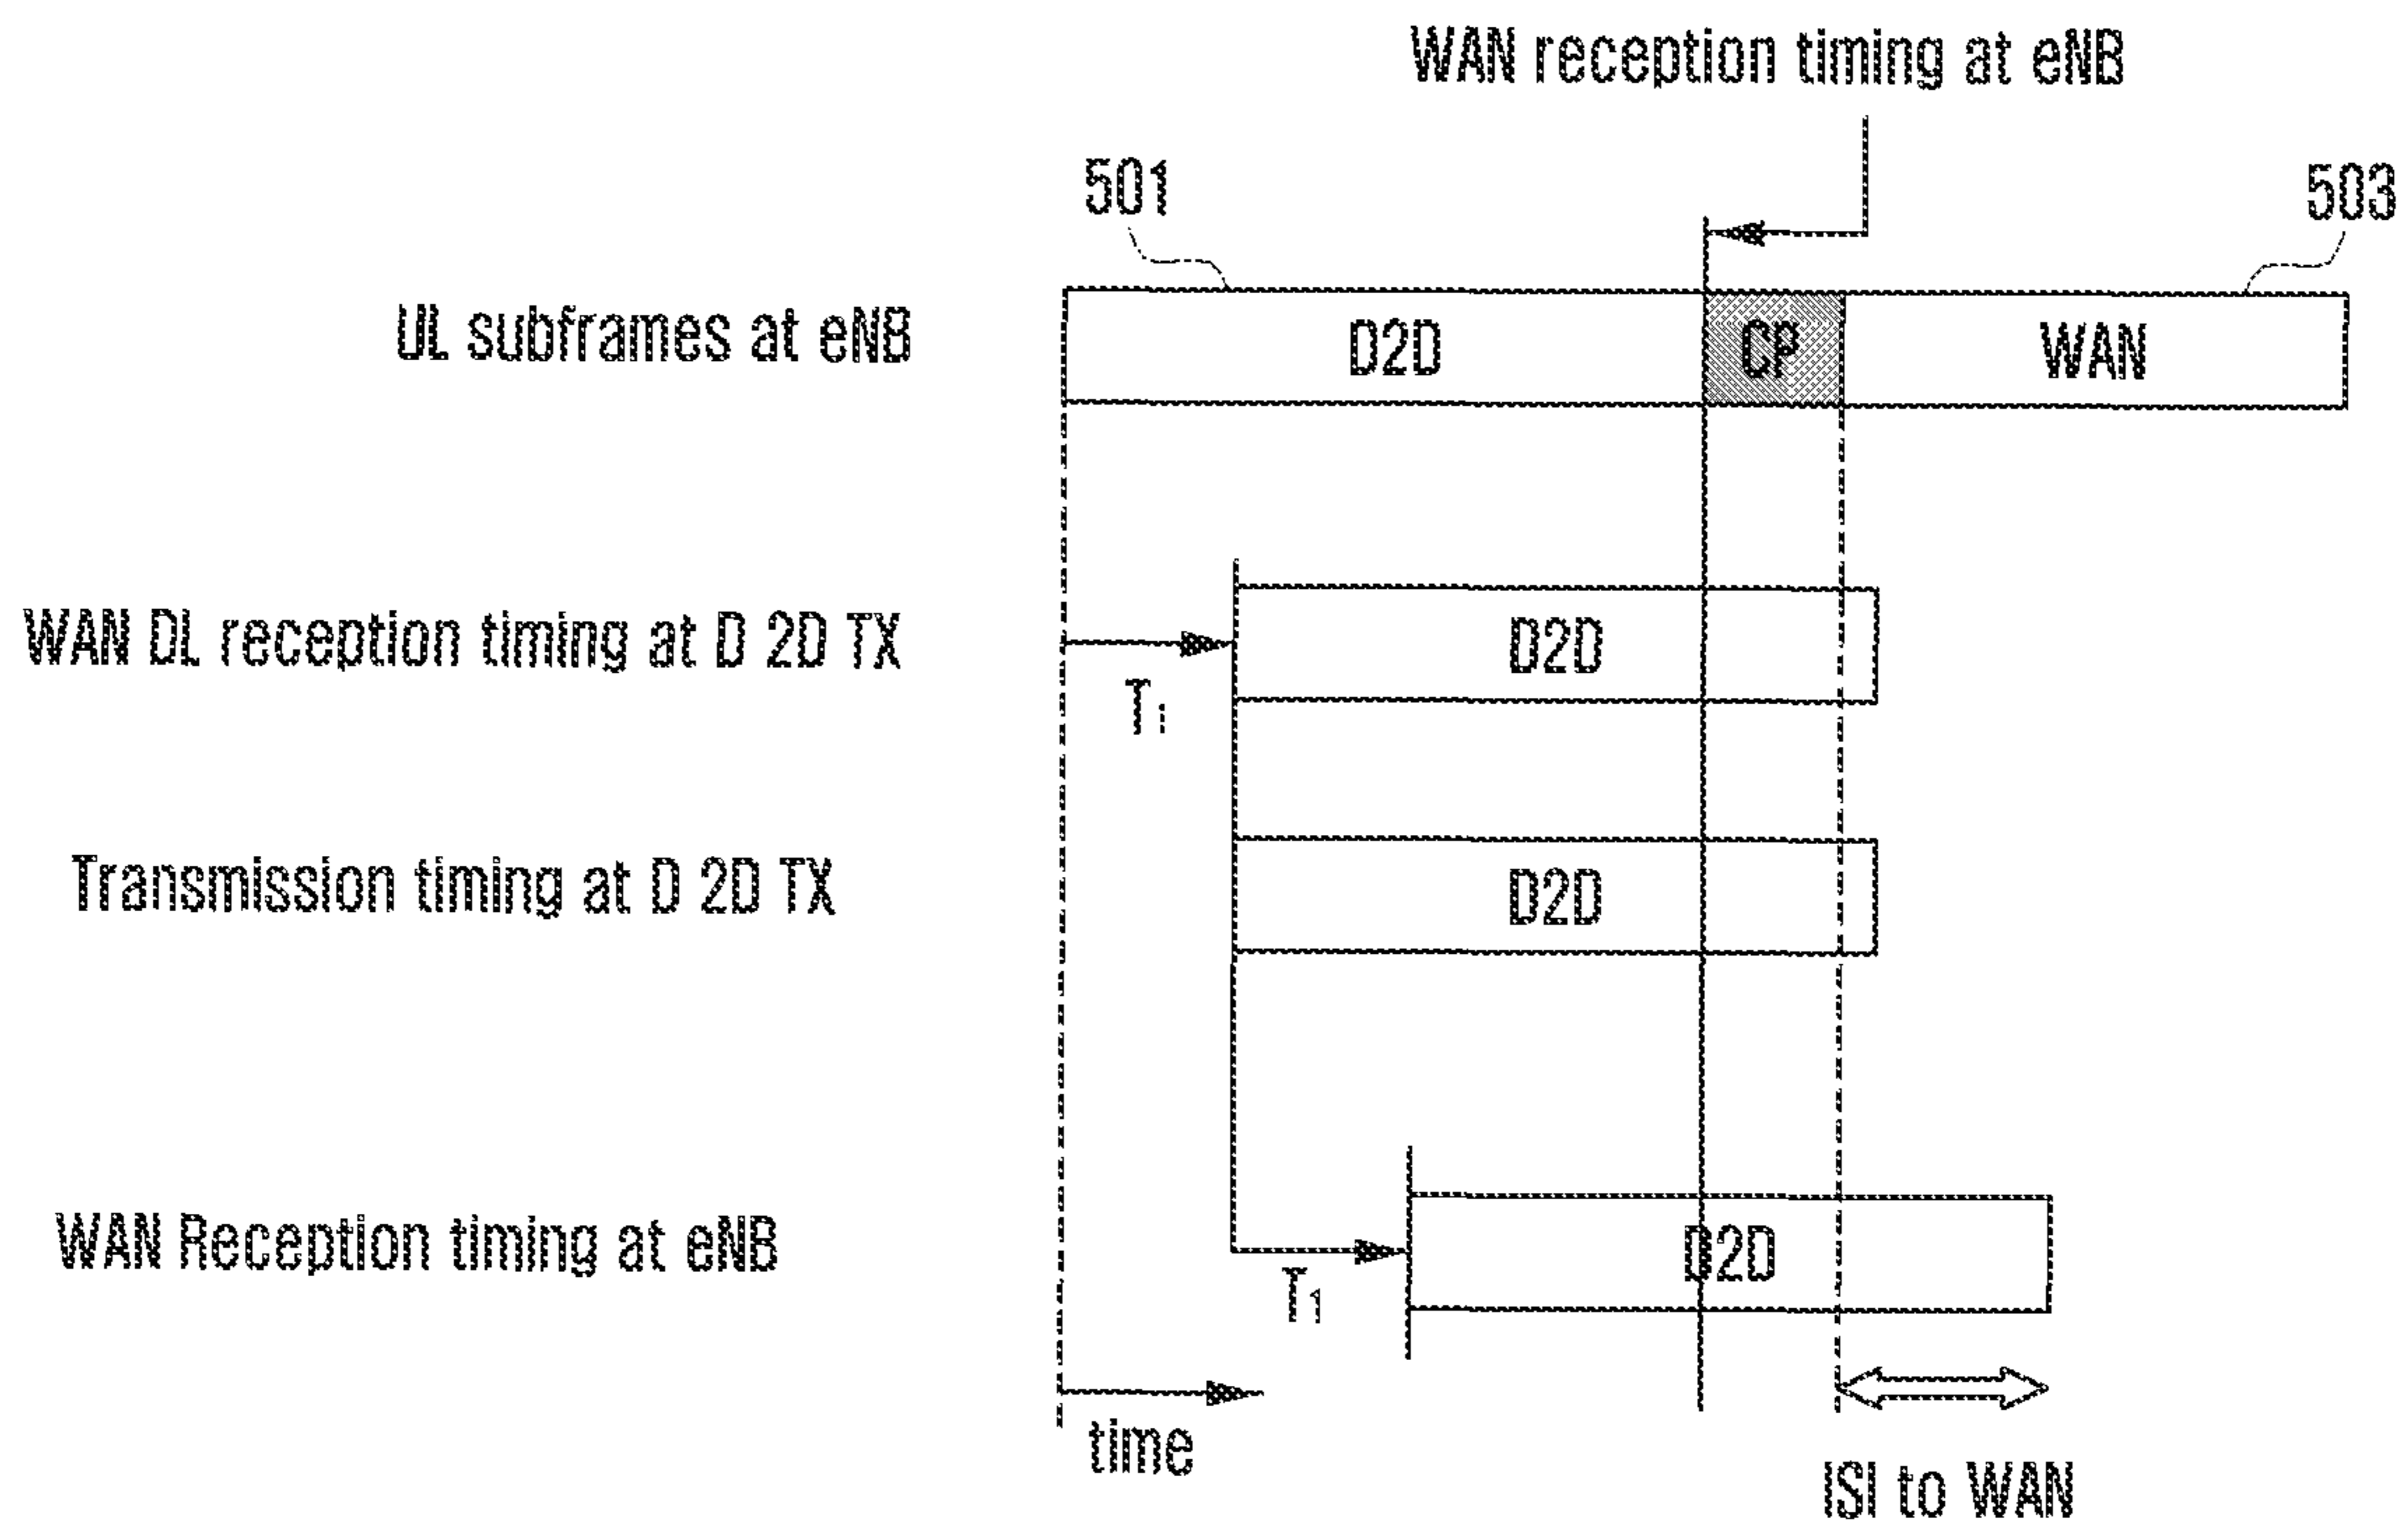 WAN reception timing at eNB
501
503
UL subframes at eNB
D2D
CP
WAN
WAN DL reception timing at D 2D TX
D2D
T₁
Transmission timing at D 2D TX
D2D
WAN Reception timing at eNB
D2D
T₁
time
ISI to WAN